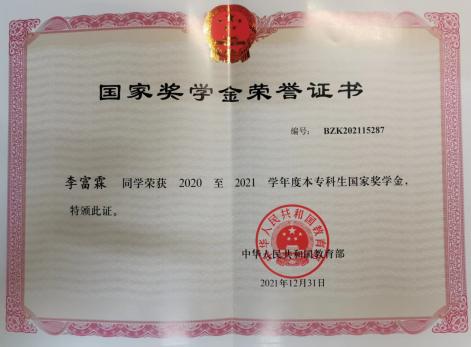 国家奖学金荣誉证书
编号： BZK202115287
李富霖 同学荣获 2020 至 2021 学年度本专科生国家奖学金，
特颁此证。
中华人民共和国教育部
中华人民共和国教育部
2021年12月31日